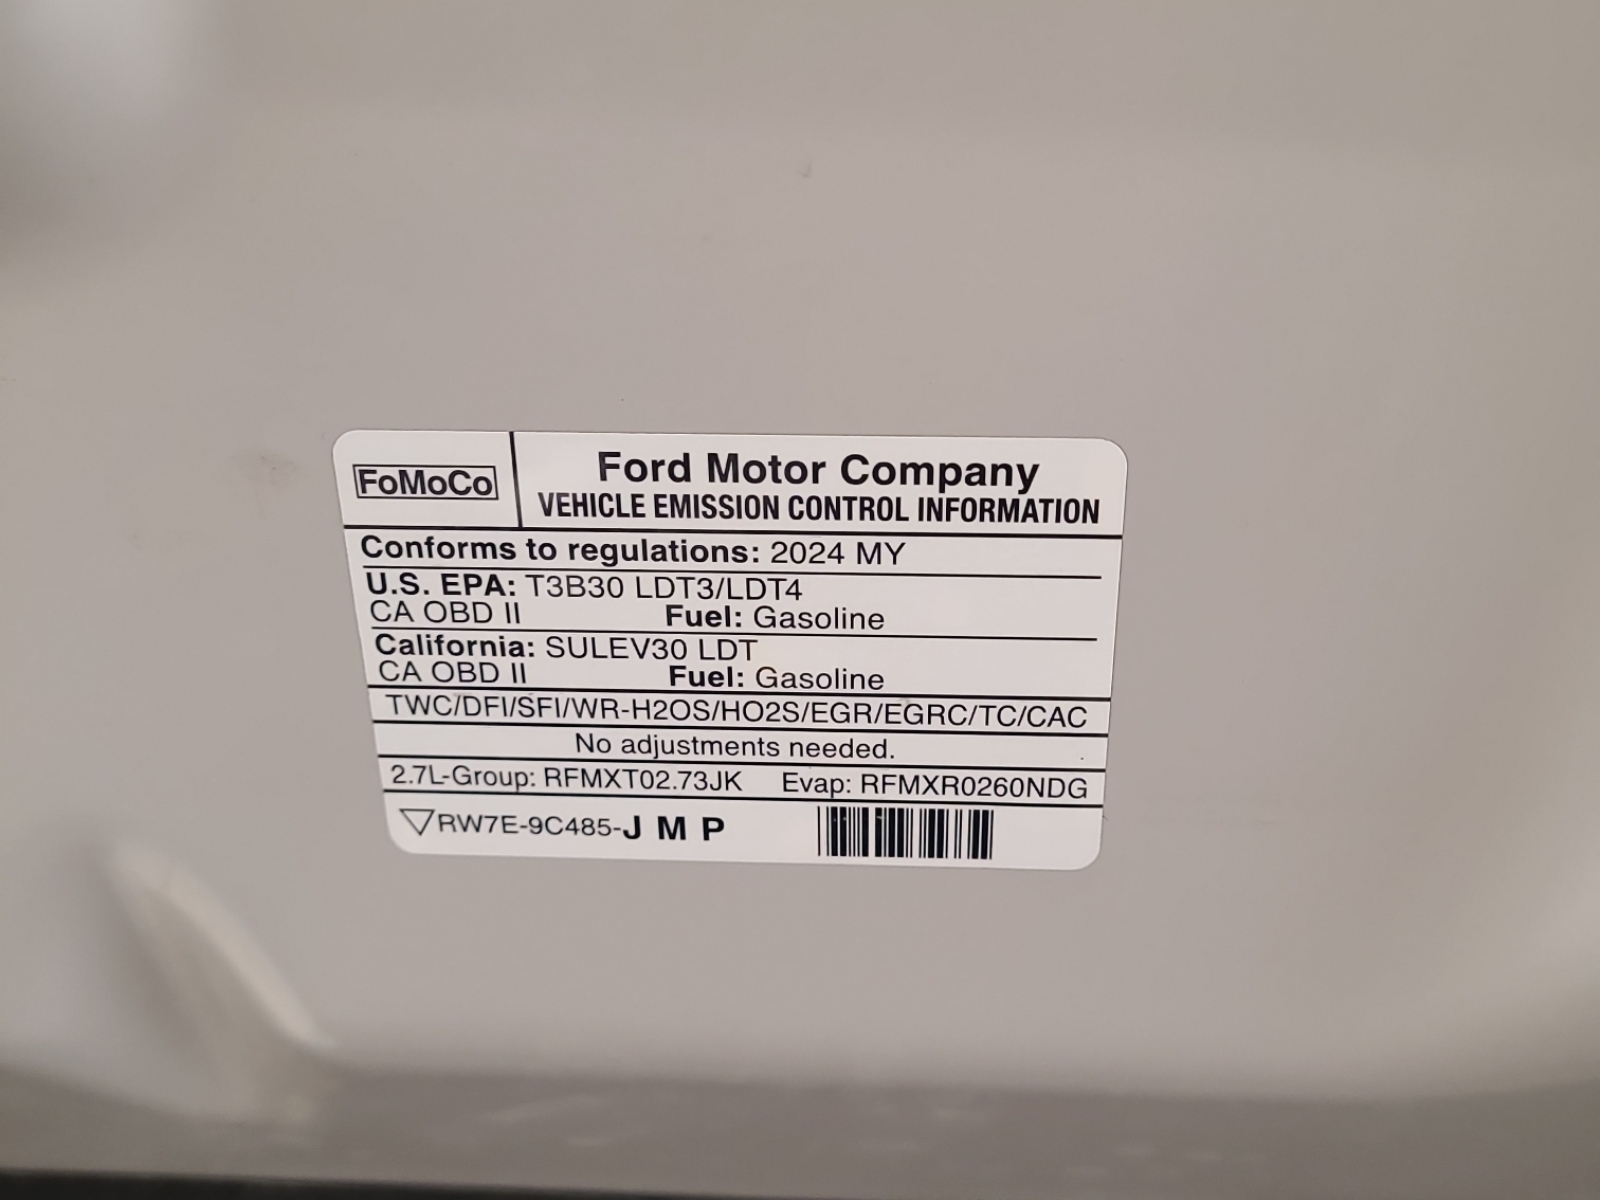 FoMoCo
Ford Motor Company
VEHICLE EMISSION CONTROL INFORMATION
Conforms to regulations: 2024 MY
U.S. EPA: T3B30 LDT3/LDT4
CA OBD II Fuel: Gasoline
California: SULEV30 LDT
CA OBD II Fuel: Gasoline
TWC/DFI/SFI/WR-H2OS/HO2S/EGR/EGRC/TC/CAC
No adjustments needed.
2.7L-Group: RFMXT02.73JK Evap: RFMXR0260NDG
RW7E-9C485-J M P